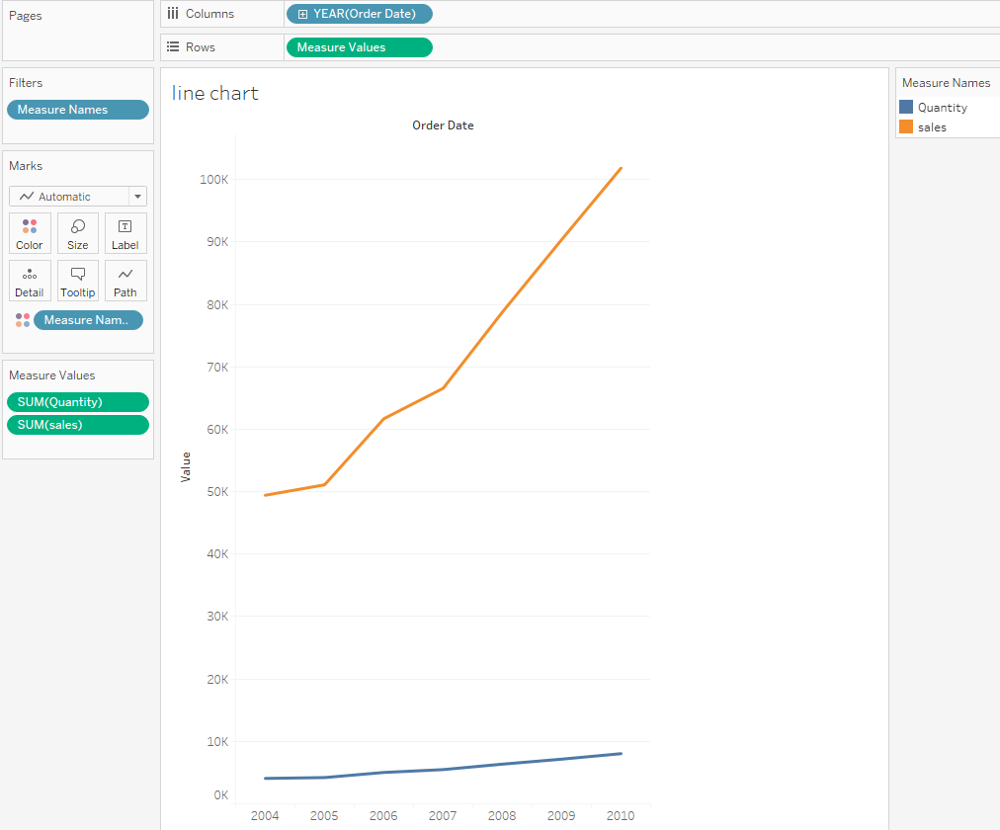 Pages
Columns
YEAR(Order Date)
Rows
Measure Values
Filters
Measure Names
Marks
Automatic
Color Size Label
Detail Tooltip Path
Measure Nam..
Measure Values
SUM(Quantity)
SUM(sales)
line chart
Order Date
100K
90K
80K
70K
60K
50K
40K
30K
20K
10K
0K
Value
2004 2005 2006 2007 2008 2009 2010
Measure Names
Quantity
sales